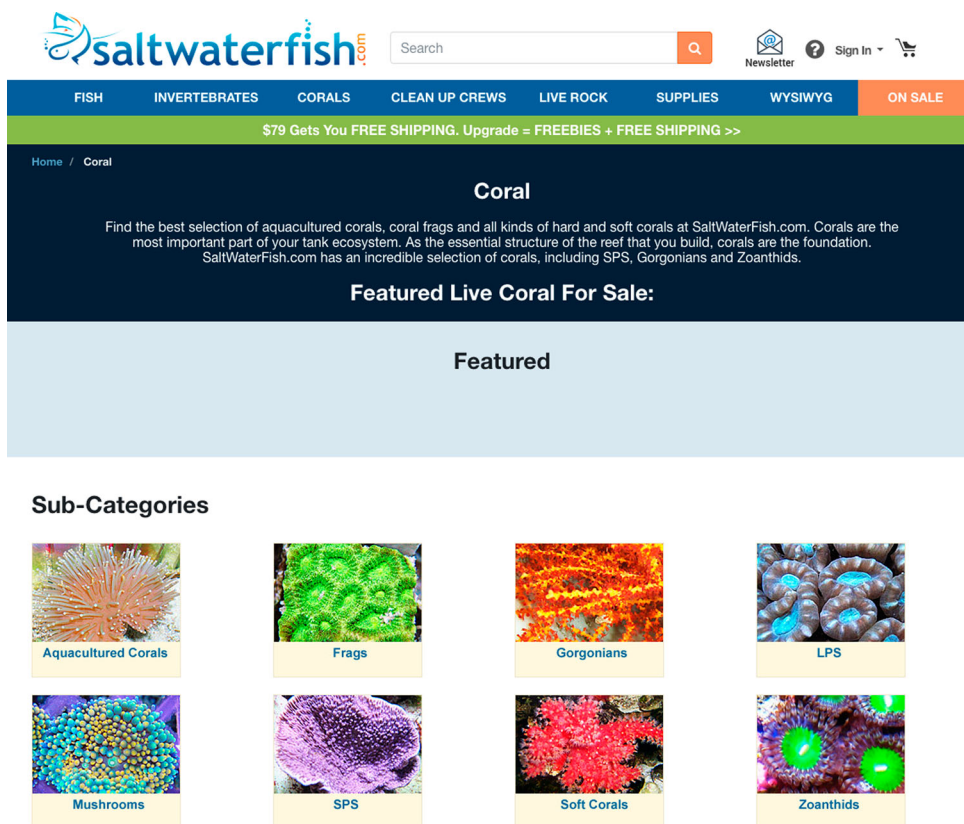 saltwaterfish.com
Search
Newsletter
?
Sign In
FISH INVERTEBRATES CORALS CLEAN UP CREWS LIVE ROCK SUPPLIES WYSIWYG ON SALE
$79 Gets You FREE SHIPPING. Upgrade = FREEBIES + FREE SHIPPING >>
Home / Coral
Coral
Find the best selection of aquacultured corals, coral frags and all kinds of hard and soft corals at SaltWaterFish.com. Corals are the
most important part of your tank ecosystem. As the essential structure of the reef that you build, corals are the foundation.
SaltWaterFish.com has an incredible selection of corals, including SPS, Gorgonians and Zoanthids.
Featured Live Coral For Sale:
Featured
Sub-Categories
Aquacultured Corals Frags Gorgonians LPS
Mushrooms SPS Soft Corals Zoanthids